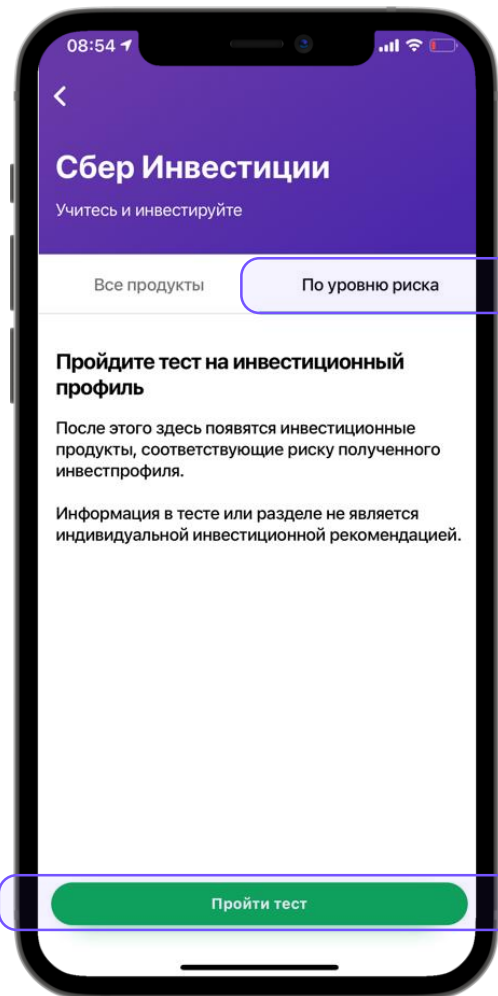 08:54
Сбер Инвестиции
Учитесь и инвестируйте
Все продукты
По уровню риска
Пройдите тест на инвестиционный
профиль
После этого здесь появятся инвестиционные
продукты, соответствующие риску полученного
инвестпрофиля.
Информация в тесте или разделе не является
индивидуальной инвестиционной рекомендацией.
Пройти тест